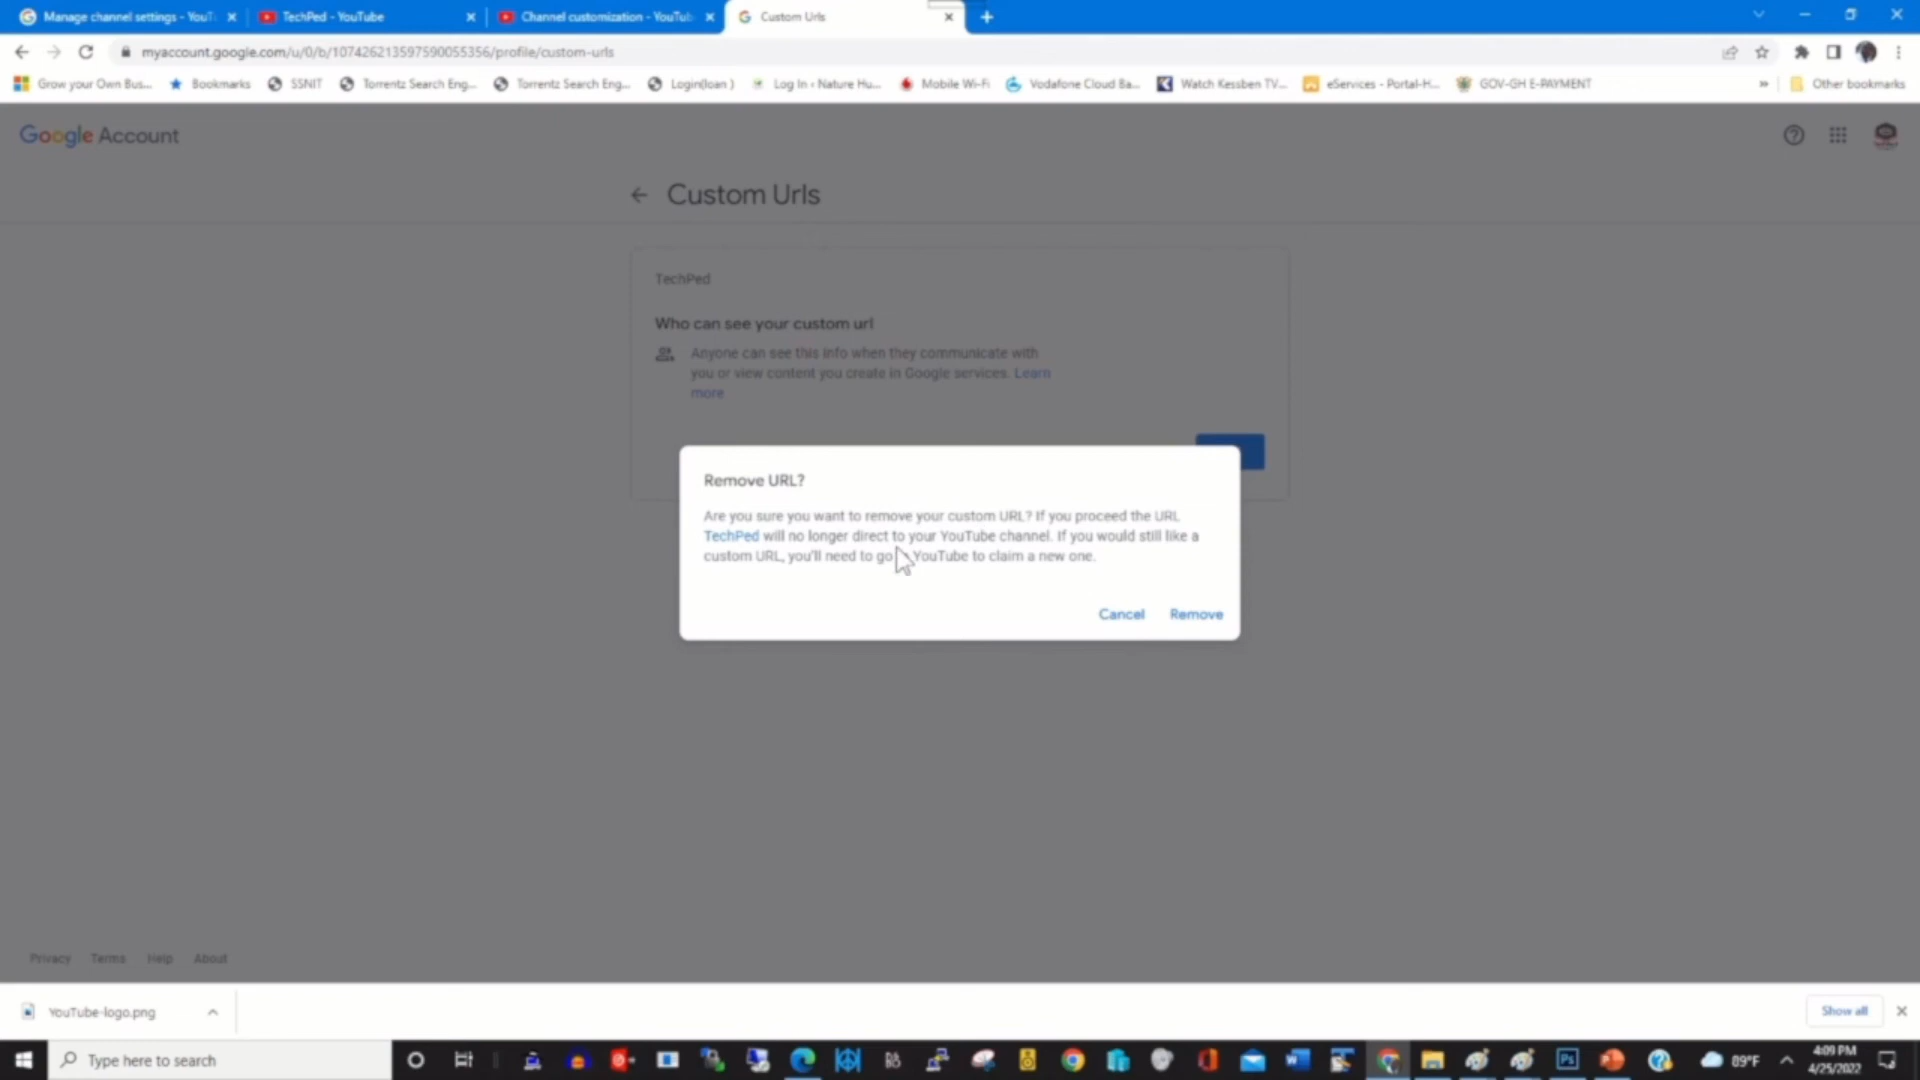 Manage channel settings - YouT
TechPed - YouTube
Channel customization - YouTub
Custom Urls
myaccount.google.com/u/0/b/107426213597590055356/profile/custom-urls
Grow your Own Bus...
Bookmarks
SSNIT
Torrentz Search Eng...
Torrentz Search Eng...
Login(loan )
Log In ‹ Nature Hu...
Mobile Wi-Fi
Vodafone Cloud Ba...
Watch Kessben TV...
eServices - Portal-H...
GOV-GH E-PAYMENT
»
Other bookmarks
Google Account
Custom Urls
TechPed
Who can see your custom url
Anyone can see this info when they communicate with
you or view content you create in Google services. Learn
more
Remove URL?
Are you sure you want to remove your custom URL? If you proceed the URL
TechPed will no longer direct to your YouTube channel. If you would still like a
custom URL, you'll need to go YouTube to claim a new one.
Cancel
Remove
Privacy
Terms
Help
About
YouTube-logo.png
Show all
Type here to search
89°F
4:09 PM
4/25/2022